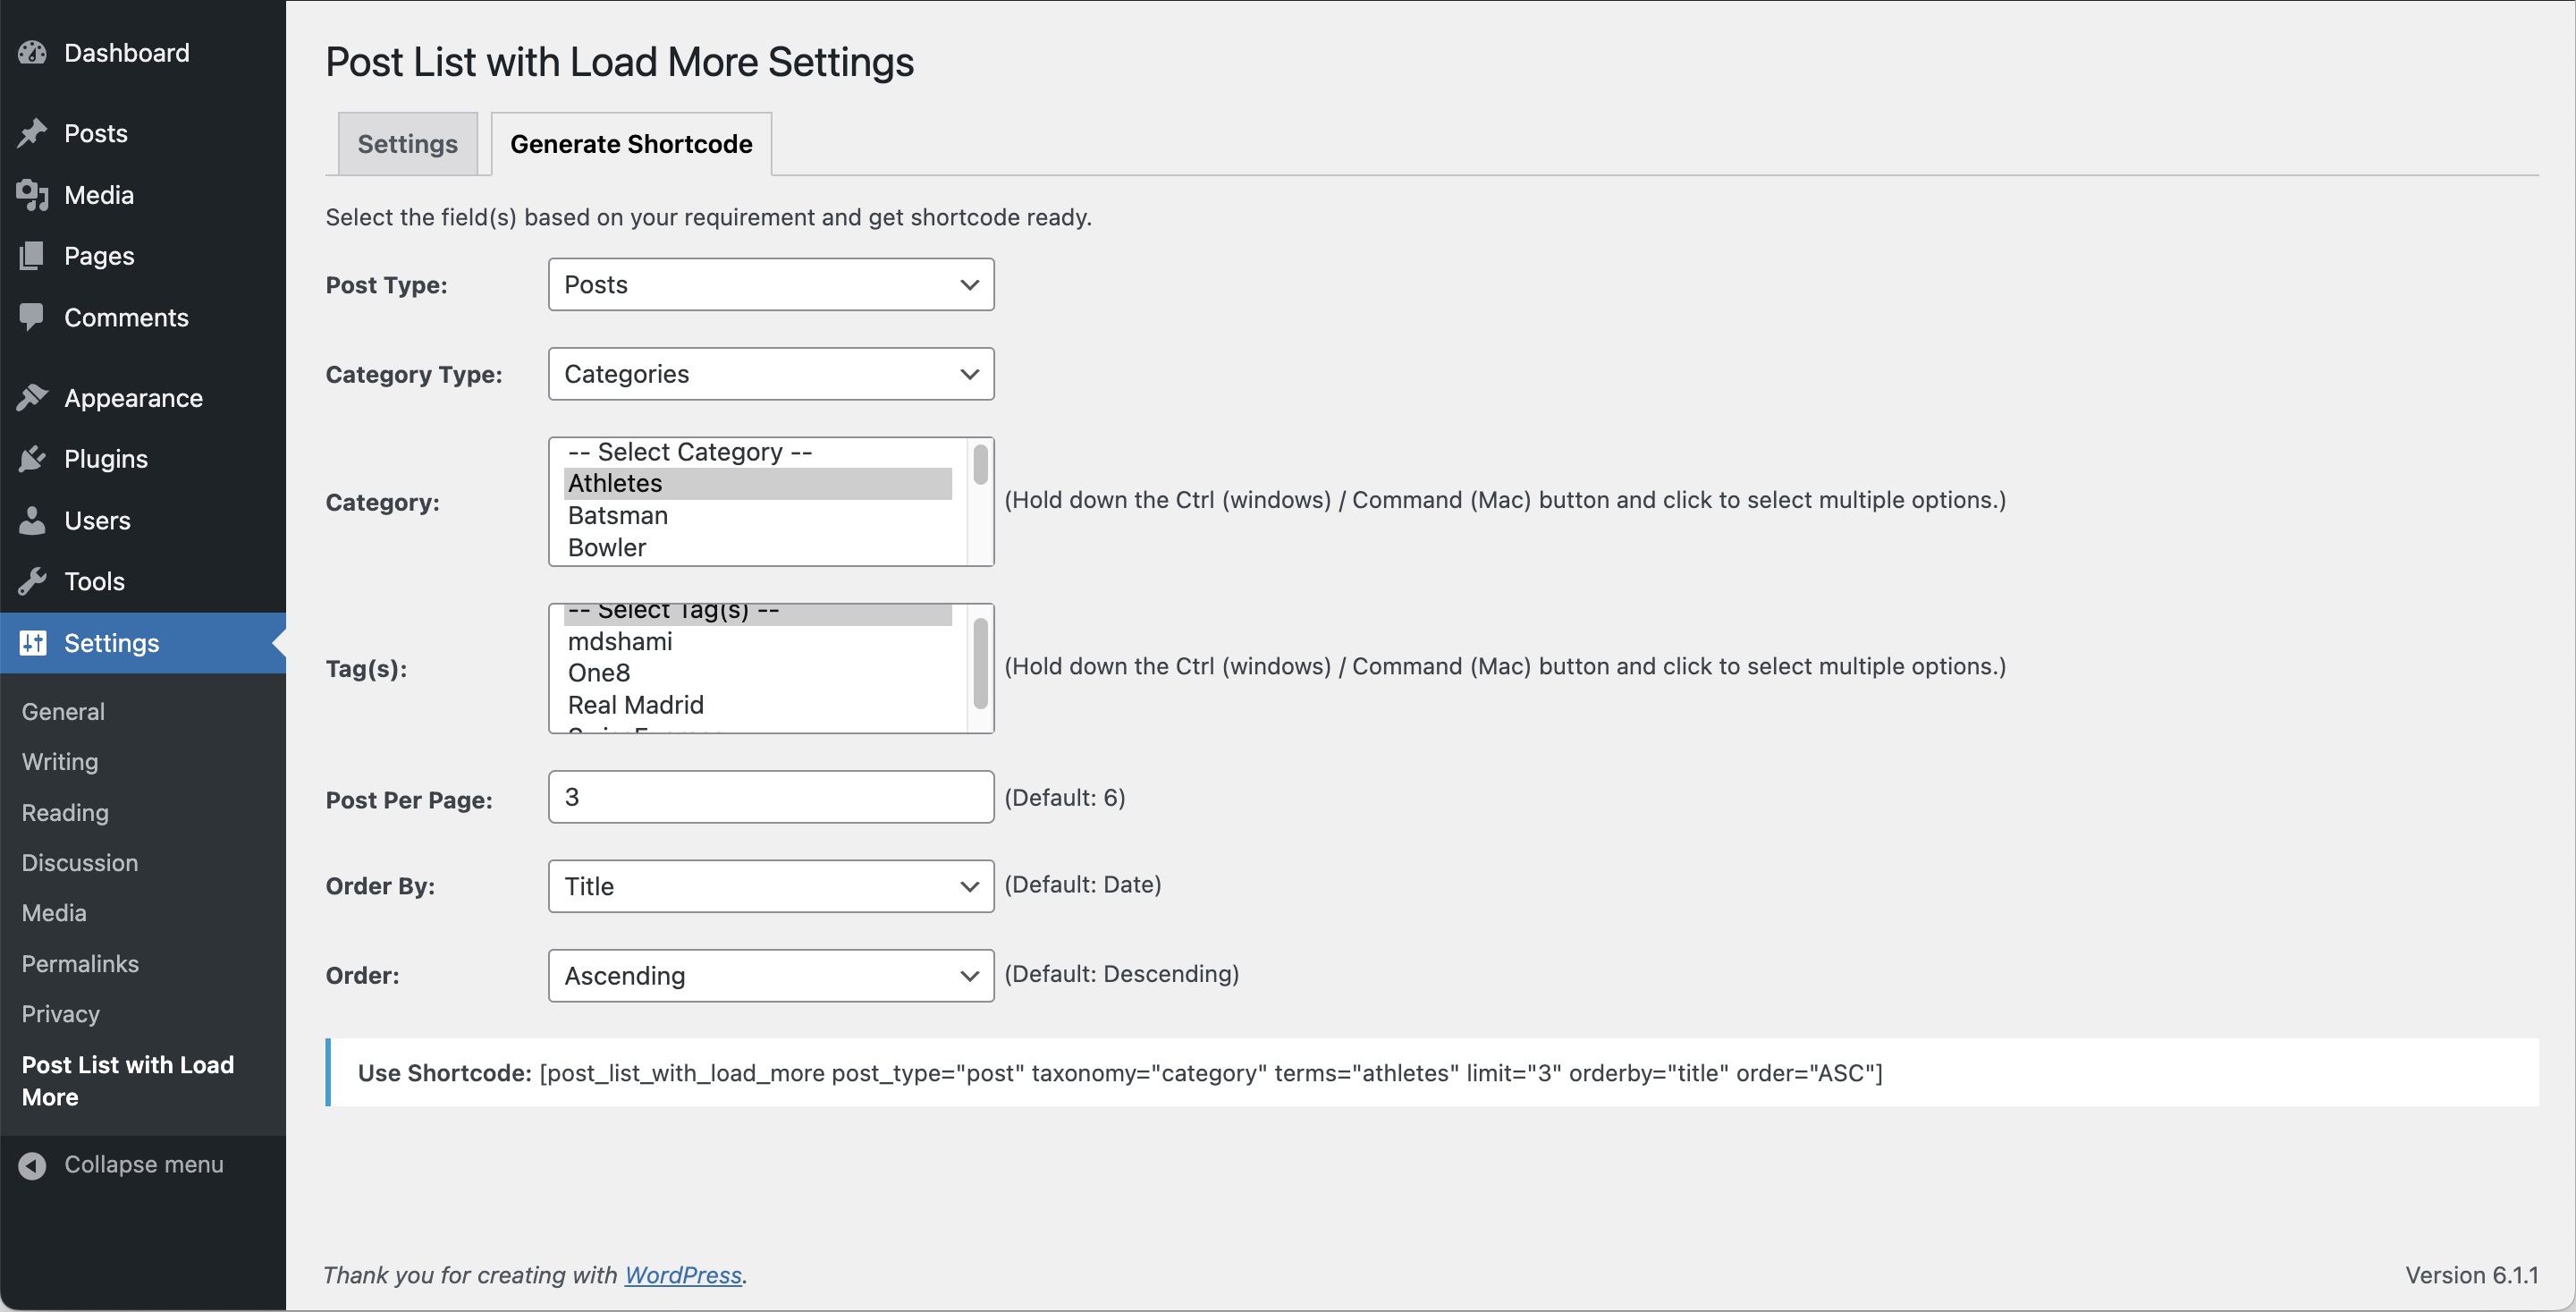 Dashboard
Posts
Media
Pages
Comments
Appearance
Plugins
Users
Tools
Settings
General
Writing
Reading
Discussion
Media
Permalinks
Privacy
Post List with Load
More
Collapse menu
Post List with Load More Settings
Settings
Generate Shortcode
Select the field(s) based on your requirement and get shortcode ready.
Post Type:
Posts
Category Type:
Categories
Category:
-- Select Category --
Athletes
Batsman
Bowler
(Hold down the Ctrl (windows) / Command (Mac) button and click to select multiple options.)
Tag(s):
-- Select Tag(s) --
mdshami
One8
Real Madrid
(Hold down the Ctrl (windows) / Command (Mac) button and click to select multiple options.)
Post Per Page:
3
(Default: 6)
Order By:
Title
(Default: Date)
Order:
Ascending
(Default: Descending)
Use Shortcode: [post_list_with_load_more post_type="post" taxonomy="category" terms="athletes" limit="3" orderby="title" order="ASC"]
Thank you for creating with WordPress.
Version 6.1.1